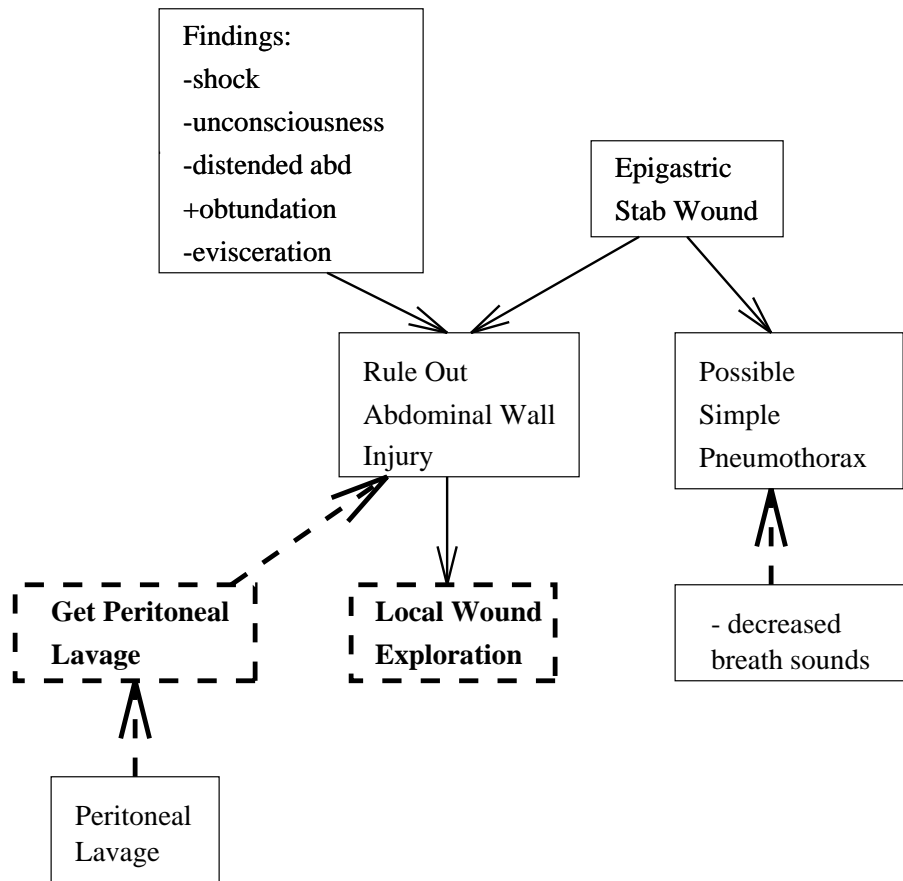 Findings:
-shock
-unconsciousness
-distended abd
+obtundation
-evisceration
Epigastric
Stab Wound
Rule Out
Abdominal Wall
Injury
Possible
Simple
Pneumothorax
Get Peritoneal
Lavage
Local Wound
Exploration
- decreased
breath sounds
Peritoneal
Lavage